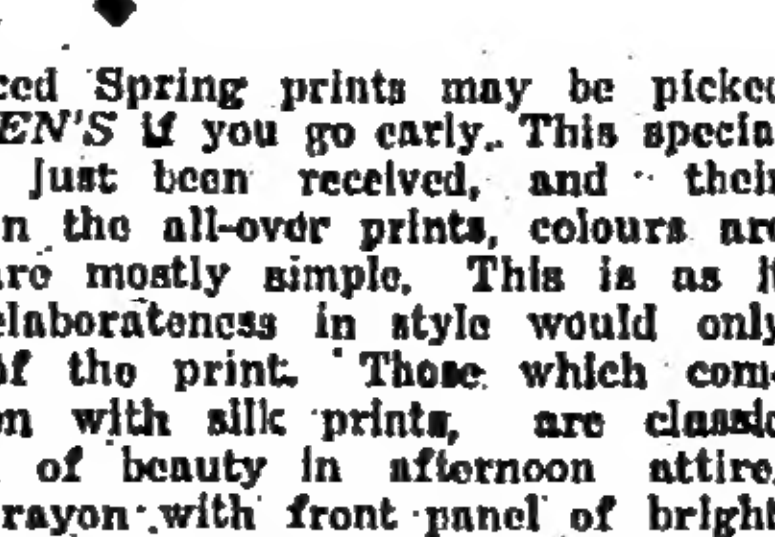 ced Spring prints may be picked
EN'S if you go early. This specia
just been received, and their
n the all-over prints, colours are
are mostly simple. This is as i
elaborateness in style would only
of the print. Those which com-
on with silk prints, are classic
of beauty in afternoon attire.
rayon with front panel of bright